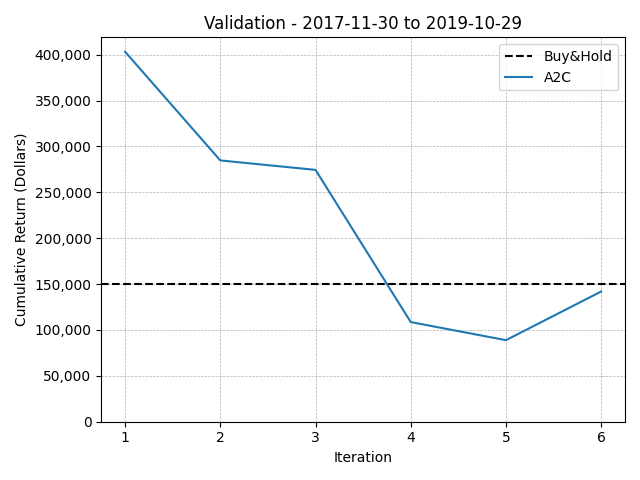 Validation - 2017-11-30 to 2019-10-29
Buy&Hold
A2C
Cumulative Return (Dollars)
400,000
350,000
300,000
250,000
200,000
150,000
100,000
50,000
0
1 2 3 4 5 6
Iteration